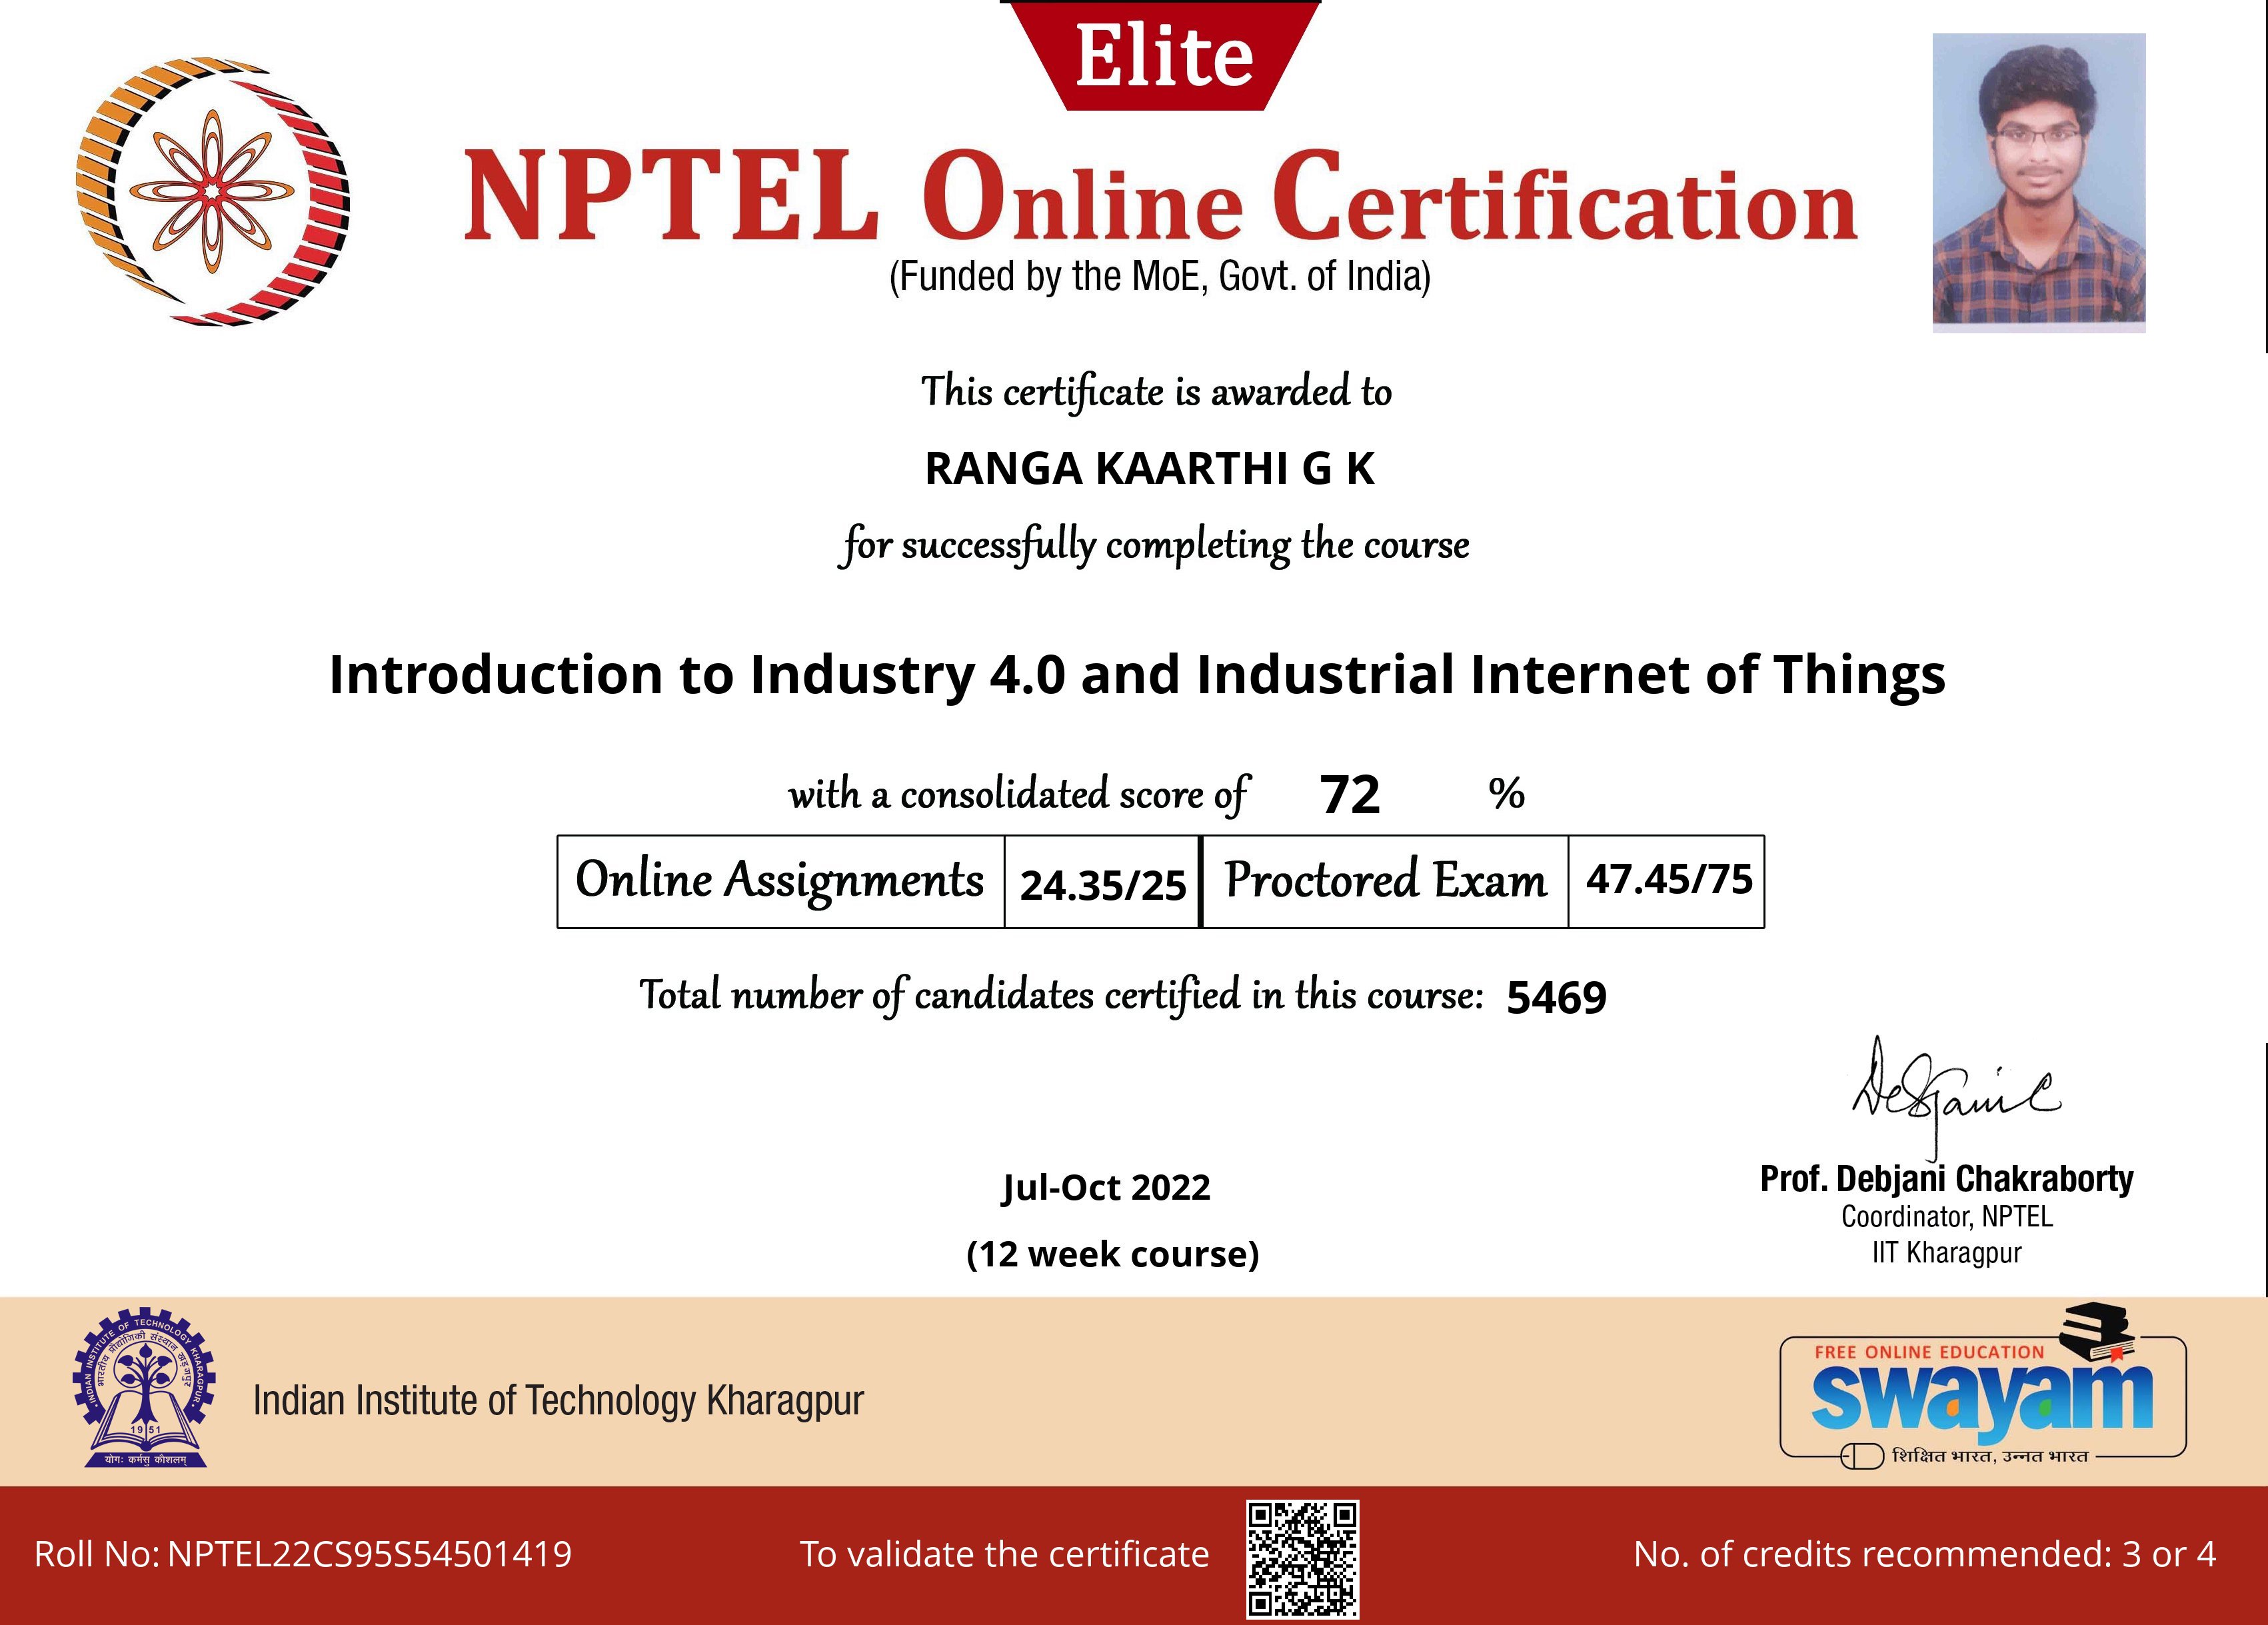 Elite
NPTEL Online Certification
(Funded by the MoE, Govt. of India)
This certificate is awarded to
RANGA KAARTHI G K
for successfully completing the course
Introduction to Industry 4.0 and Industrial Internet of Things
with a consolidated score of 72 %
Online Assignments 24.35/25 Proctored Exam 47.45/75
Total number of candidates certified in this course: 5469
Debjani C
Prof. Debjani Chakraborty
Coordinator, NPTEL
IIT Kharagpur
Jul-Oct 2022
(12 week course)
INDIAN INSTITUTE OF TECHNOLOGY KHARAGPUR
भारतीय प्रौद्योगिकी संस्थान खड़गपुर
1951
योगः कर्मसु कौशलम्
Indian Institute of Technology Kharagpur
FREE ONLINE EDUCATION
swayam
शिक्षित भारत, उन्नत भारत
Roll No: NPTEL22CS95S54501419
To validate the certificate
No. of credits recommended: 3 or 4